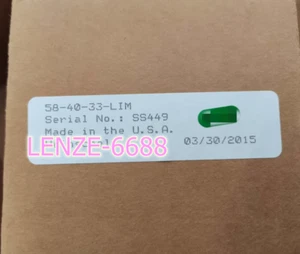 58-40-33-LIM
Serial No.: SS449
Made in the U.S.A.
03/30/2015
LENZE-6688